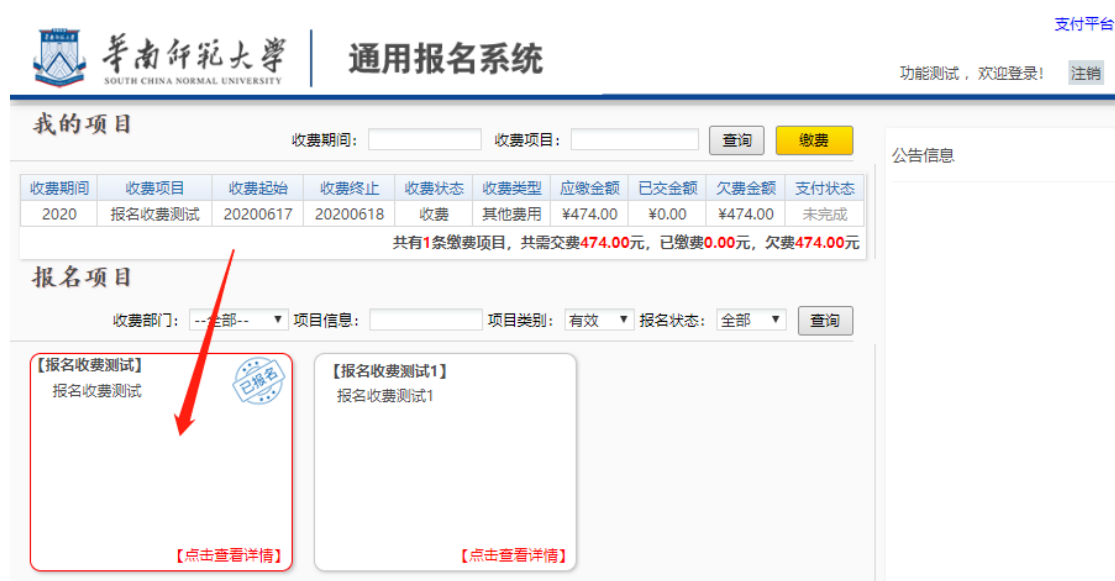 支付平台
華南師範大學
SOUTH CHINA NORMAL UNIVERSITY
通用报名系统
功能测试 ,欢迎登录! 注销
我的项目
收费期间: 收费项目: 查询 缴费
公告信息
收费期间 收费项目 收费起始 收费终止 收费状态 收费类型 应缴金额 已交金额 欠费金额 支付状态
2020 报名收费测试 20200617 20200618 收费 其他费用 ¥474.00 ¥0.00 ¥474.00 未完成
共有1条缴费项目,共需交费474.00元,已缴费0.00元,欠费474.00元
报名项目
收费部门: --全部-- 项目信息: 项目类别: 有效 报名状态: 全部 查询
【报名收费测试】
报名收费测试
已报名
【点击查看详情】
【报名收费测试1】
报名收费测试1
【点击查看详情】